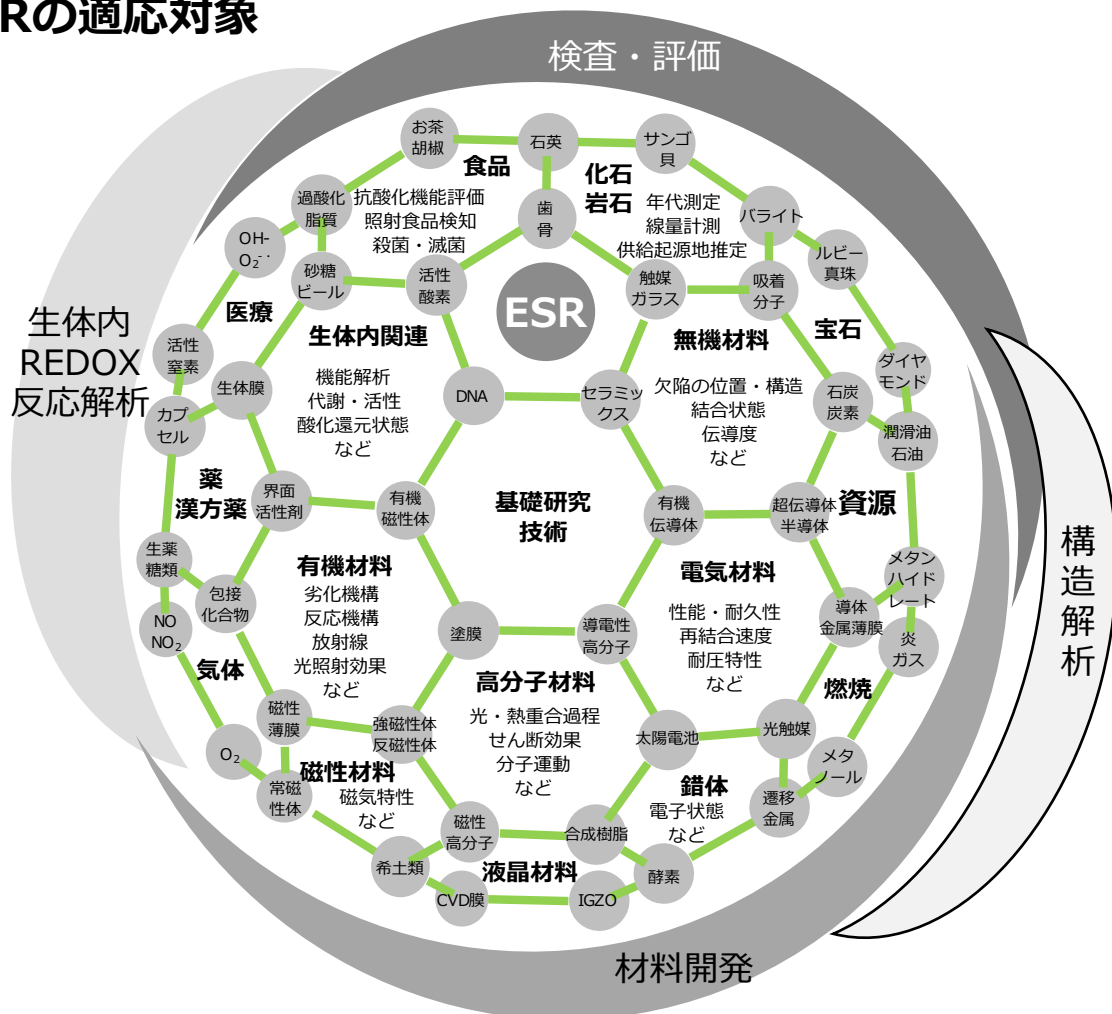 Rの適応対象
検査・評価
お茶
胡椒
石英
サンゴ
貝
食品
化石
岩石
過酸化
脂質
抗酸化機能評価
照射食品検知
殺菌・滅菌
歯
骨
年代測定
線量計測
供給起源地推定
バライト
OH-
O₂⁻・
ルビー
真珠
砂糖
ビール
活性
酸素
ESR
触媒
ガラス
吸着
分子
医療
生体内関連
無機材料
宝石
生体内
REDOX
反応解析
活性
窒素
生体膜
機能解析
代謝・活性
酸化還元状態
など
DNA
セラミッ
クス
欠陥の位置・構造
結合状態
伝導度
など
石炭
炭素
ダイヤ
モンド
カプ
セル
潤滑油
石油
薬
漢方薬
界面
活性剤
有機
磁性体
基礎研究
技術
有機
伝導体
超伝導体
半導体
資源
生薬
糖類
包接
化合物
有機材料
劣化機構
反応機構
放射線
光照射効果
など
電気材料
性能・耐久性
再結合速度
耐圧特性
など
導体
金属薄膜
メタン
ハイド
レート
構造解析
NO
NO₂
塗膜
導電性
高分子
炎
ガス
気体
高分子材料
光・熱重合過程
せん断効果
分子運動
など
燃焼
磁性
薄膜
強磁性体
反磁性体
太陽電池
光触媒
O₂
メタ
ノール
磁性材料
磁気特性
など
常磁
性体
錯体
電子状態
など
遷移
金属
磁性
高分子
合成樹脂
希土類
液晶材料
酵素
CVD膜
IGZO
材料開発